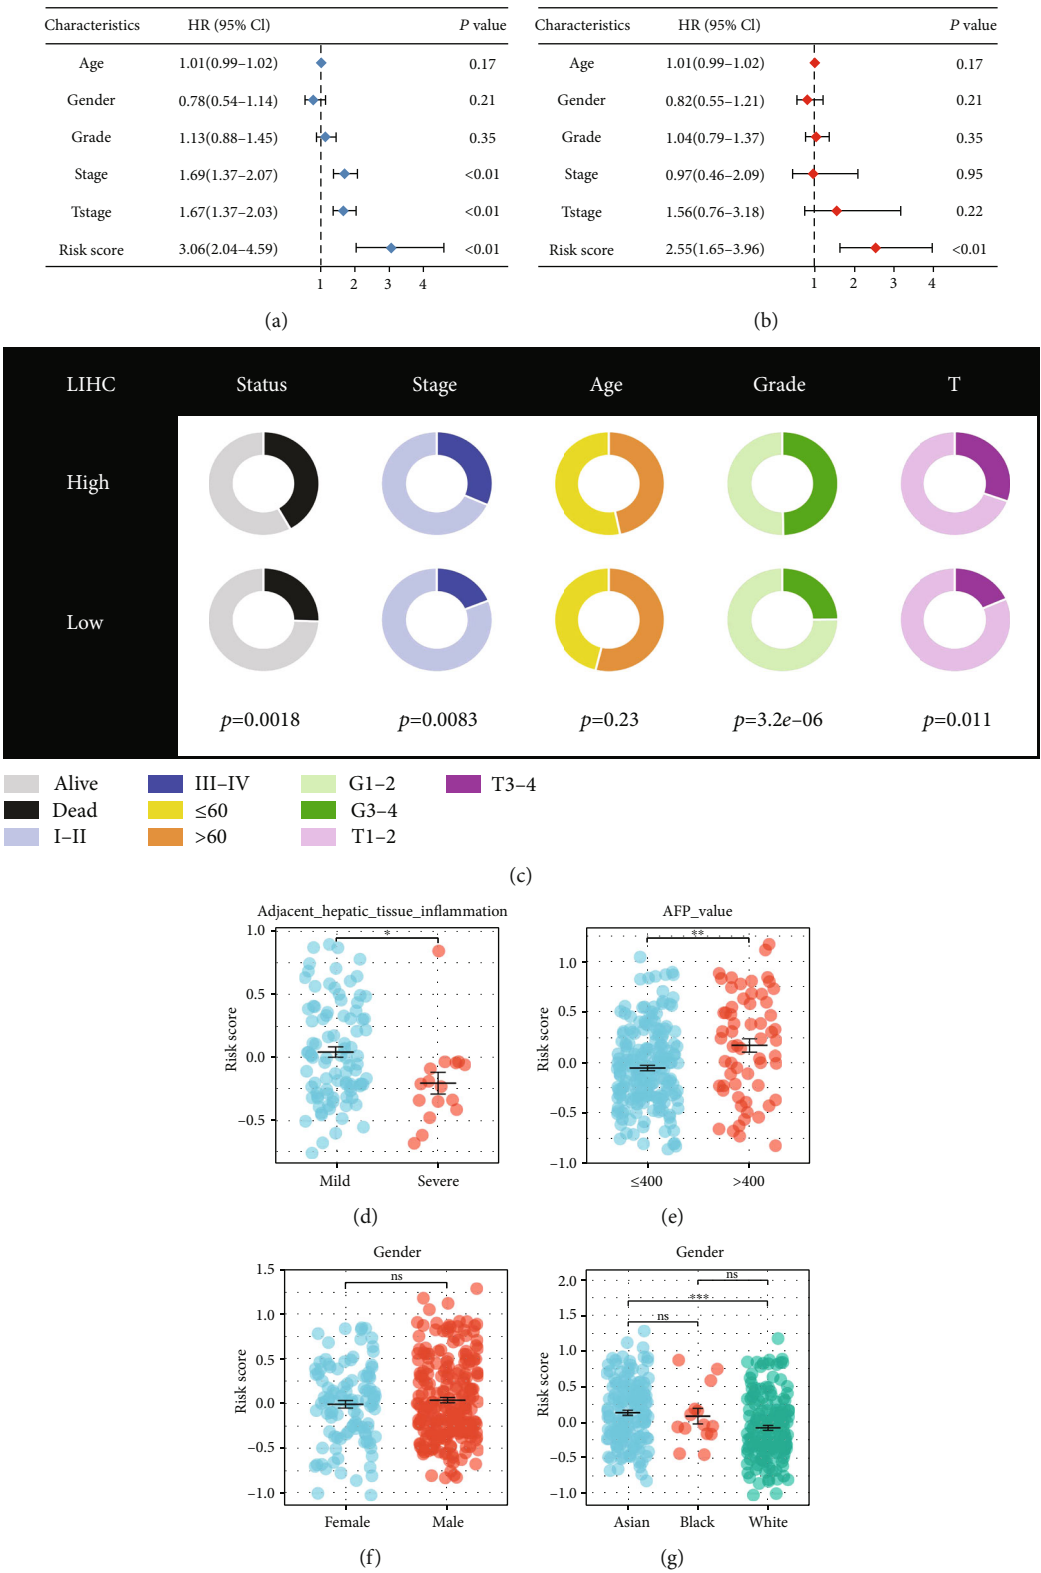 Characteristics HR (95% Cl) P value
Age 1.01(0.99–1.02) 0.17
Gender 0.78(0.54–1.14) 0.21
Grade 1.13(0.88–1.45) 0.35
Stage 1.69(1.37–2.07) <0.01
Tstage 1.67(1.37–2.03) <0.01
Risk score 3.06(2.04–4.59) <0.01
1 2 3 4
(a)
Characteristics HR (95% Cl) P value
Age 1.01(0.99–1.02) 0.17
Gender 0.82(0.55–1.21) 0.21
Grade 1.04(0.79–1.37) 0.35
Stage 0.97(0.46–2.09) 0.95
Tstage 1.56(0.76–3.18) 0.22
Risk score 2.55(1.65–3.96) <0.01
1 2 3 4
(b)
LIHC Status Stage Age Grade T
High
Low
p=0.0018 p=0.0083 p=0.23 p=3.2e–06 p=0.011
Alive III–IV G1–2 T3–4
Dead ≤60 G3–4
I–II >60 T1–2
(c)
Adjacent_hepatic_tissue_inflammation
*
1.0
0.5
0.0
–0.5
Risk score
Mild Severe
(d)
AFP_value
**
1.0
0.5
0.0
–0.5
–1.0
Risk score
≤400 >400
(e)
Gender
ns
1.5
1.0
0.5
0.0
–0.5
–1.0
Risk score
Female Male
(f)
Gender
ns
***
ns
2.0
1.5
1.0
0.5
0.0
–0.5
–1.0
Risk score
Asian Black White
(g)